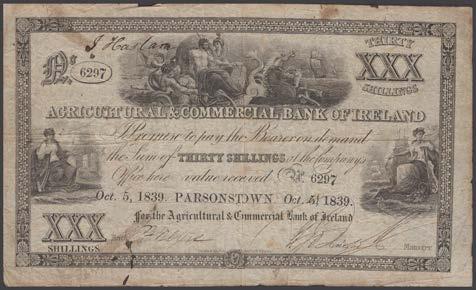 J Haslam
THIRTY
XXX
SHILLINGS
No. 6297
AGRICULTURAL & COMMERCIAL BANK OF IRELAND
I Promise to pay the Bearer on demand
the Sum of THIRTY SHILLINGS at the Company's
Office here value received No. 6297
Oct. 5, 1839. PARSONSTOWN Oct. 5, 1839.
For the Agricultural & Commercial Bank of Ireland
XXX
SHILLINGS